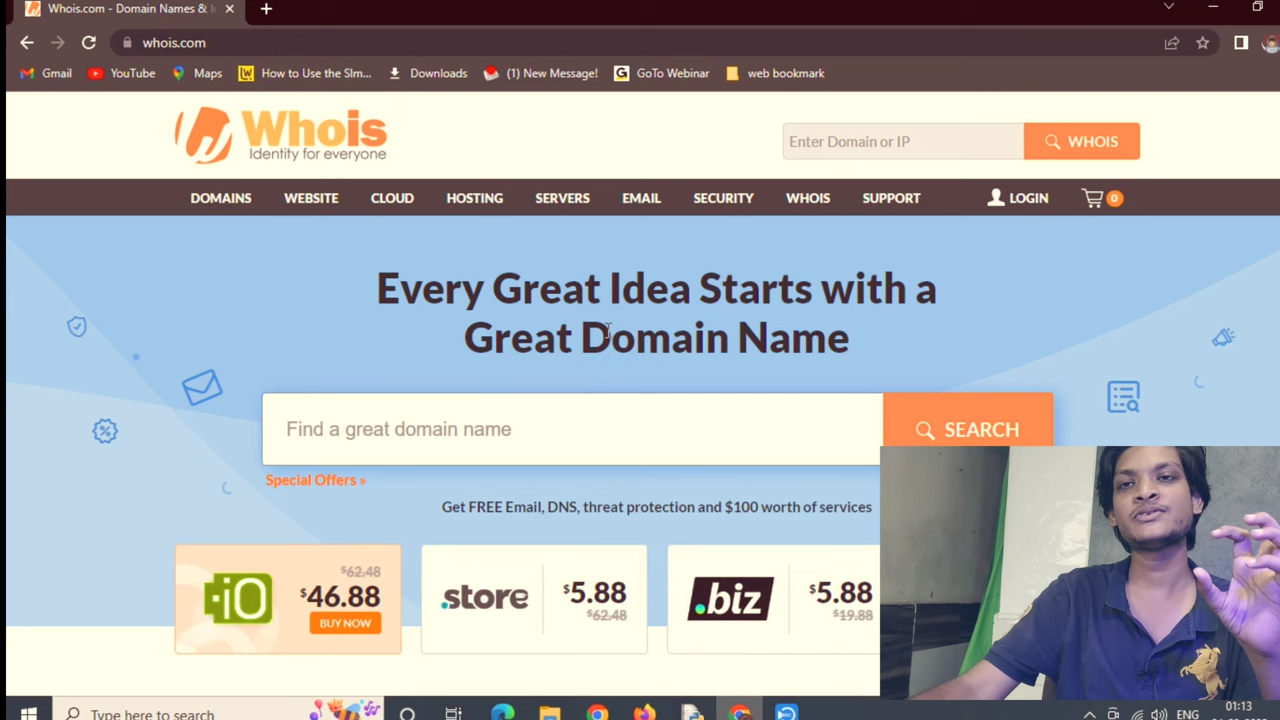 Whois.com - Domain Names &
whois.com
Gmail YouTube Maps How to Use the Slm... Downloads (1) New Message! GoTo Webinar web bookmark
Whois
Identity for everyone
Enter Domain or IP WHOIS
DOMAINS WEBSITE CLOUD HOSTING SERVERS EMAIL SECURITY WHOIS SUPPORT LOGIN 0
Every Great Idea Starts with a
Great Domain Name
Find a great domain name SEARCH
Special Offers »
Get FREE Email, DNS, threat protection and $100 worth of services
.iO $62.48 $46.88 BUY NOW
.store $5.88 $62.48
.biz $5.88 $19.88
Type here to search
ENG 01:13